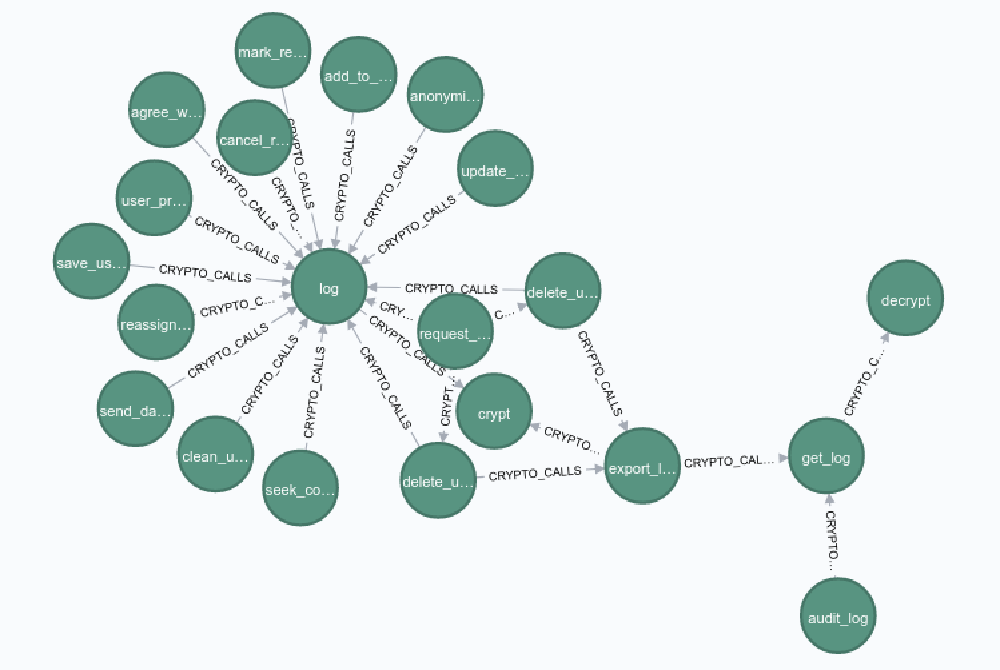 mark_re...
add_to_...
anonymi...
agree_w...
cancel_r...
update_...
user_pr...
save_us...
reassign...
send_da...
clean_u...
seek_co...
log
request_...
delete_u...
crypt
delete_u...
export_l...
get_log
decrypt
audit_log
CRYPTO_CALLS
CRYPTO_CALLS
CRYPTO_CALLS
CRYPTO_CALLS
CRYPTO_...
CRYPTO_CALLS
CRYPTO_CALLS
CRYPTO_CALLS
CRYPTO_C...
CRYPTO_CALLS
CRYPTO_CALLS
CRYPTO_CALLS
CRYPTO_CALLS
CRY...
C...
CRYPTO_CALLS
CRYPT...
CRYPTO_CALLS
CRYPTO_CALLS
CRYPTO_CALLS
CRYPTO...
CRYPTO_CAL...
CRYPTO_C...
CRYPTO...